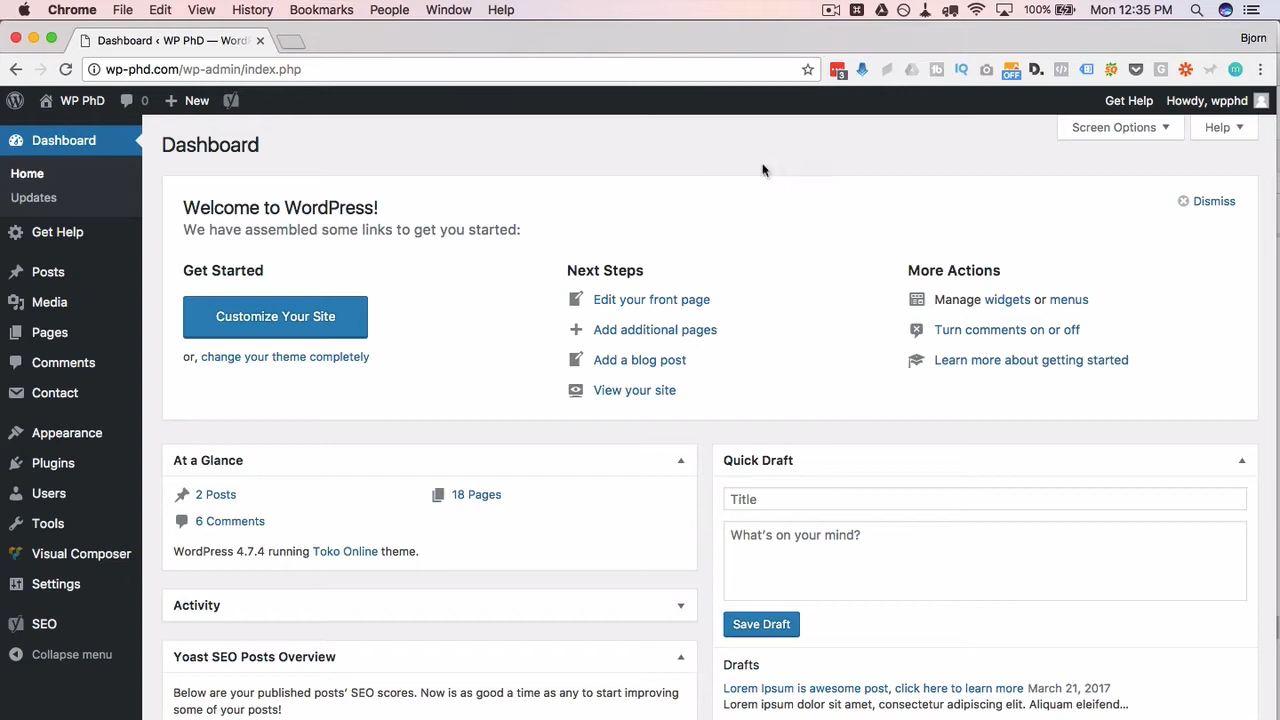 Chrome File Edit View History Bookmarks People Window Help 100% Mon 12:35 PM
Dashboard ‹ WP PhD — Word Bjorn
wp-phd.com/wp-admin/index.php 3 OFF
WP PhD 0 New Get Help Howdy, wpphd
Dashboard
Home
Updates
Get Help
Posts
Media
Pages
Comments
Contact
Appearance
Plugins
Users
Tools
Visual Composer
Settings
SEO
Collapse menu
Screen Options Help
Dashboard
Welcome to WordPress!
Dismiss
We have assembled some links to get you started:
Get Started
Customize Your Site
or, change your theme completely
Next Steps
Edit your front page
Add additional pages
Add a blog post
View your site
More Actions
Manage widgets or menus
Turn comments on or off
Learn more about getting started
At a Glance
2 Posts 18 Pages
6 Comments
WordPress 4.7.4 running Toko Online theme.
Activity
Yoast SEO Posts Overview
Below are your published posts' SEO scores. Now is as good a time as any to start improving
some of your posts!
Quick Draft
Title
What's on your mind?
Save Draft
Drafts
Lorem Ipsum is awesome post, click here to learn more March 21, 2017
Lorem ipsum dolor sit amet, consectetur adipiscing elit. Aliquam eleifend...